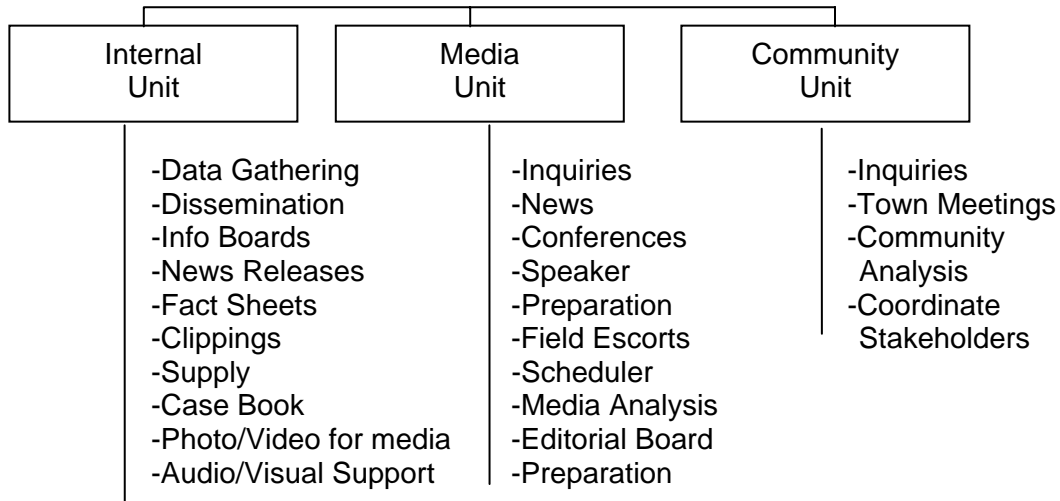 Internal
Unit
-Data Gathering
-Dissemination
-Info Boards
-News Releases
-Fact Sheets
-Clippings
-Supply
-Case Book
-Photo/Video for media
-Audio/Visual Support
Media
Unit
-Inquiries
-News
-Conferences
-Speaker
-Preparation
-Field Escorts
-Scheduler
-Media Analysis
-Editorial Board
-Preparation
Community
Unit
-Inquiries
-Town Meetings
-Community
Analysis
-Coordinate
Stakeholders